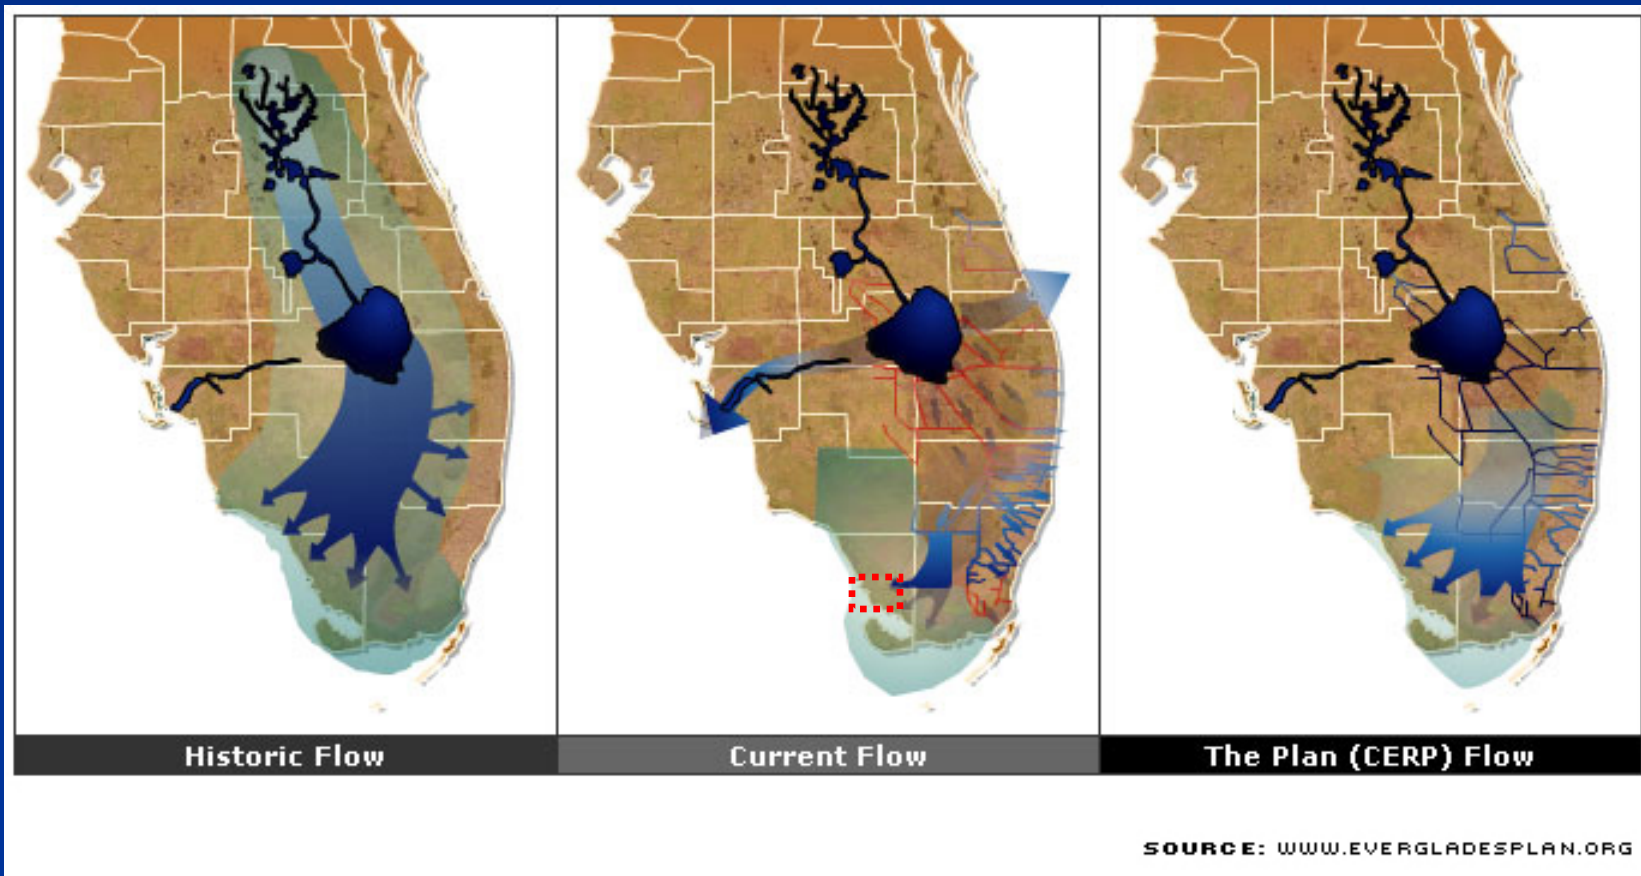 Historic Flow
Current Flow
The Plan (CERP) Flow
SOURCE: WWW.EVERGLADESPLAN.ORG